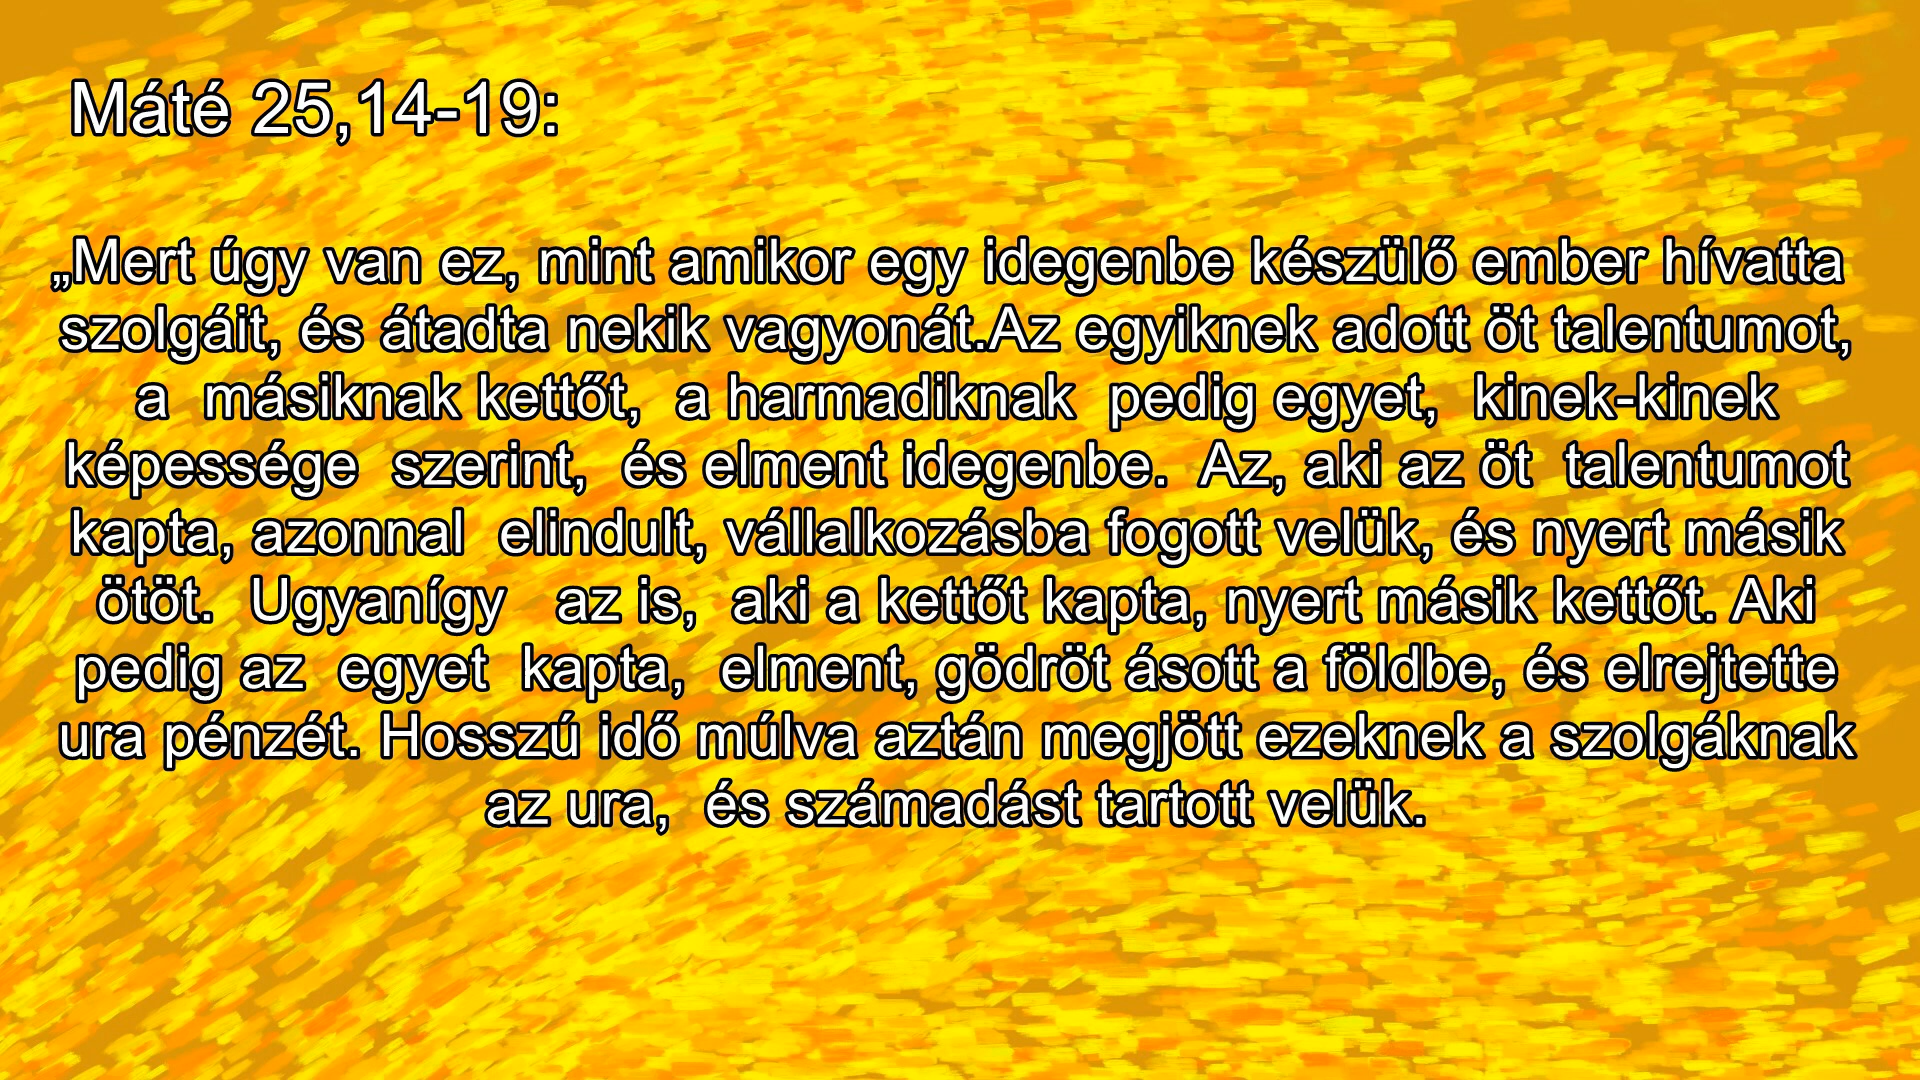 Máté 25,14-19:
„Mert úgy van ez, mint amikor egy idegenbe készülő ember hívatta
szolgáit, és átadta nekik vagyonát.Az egyiknek adott öt talentumot,
a másiknak kettőt, a harmadiknak pedig egyet, kinek-kinek
képessége szerint, és elment idegenbe. Az, aki az öt talentumot
kapta, azonnal elindult, vállalkozásba fogott velük, és nyert másik
ötöt. Ugyanígy az is, aki a kettőt kapta, nyert másik kettőt. Aki
pedig az egyet kapta, elment, gödröt ásott a földbe, és elrejtette
ura pénzét. Hosszú idő múlva aztán megjött ezeknek a szolgáknak
az ura, és számadást tartott velük.